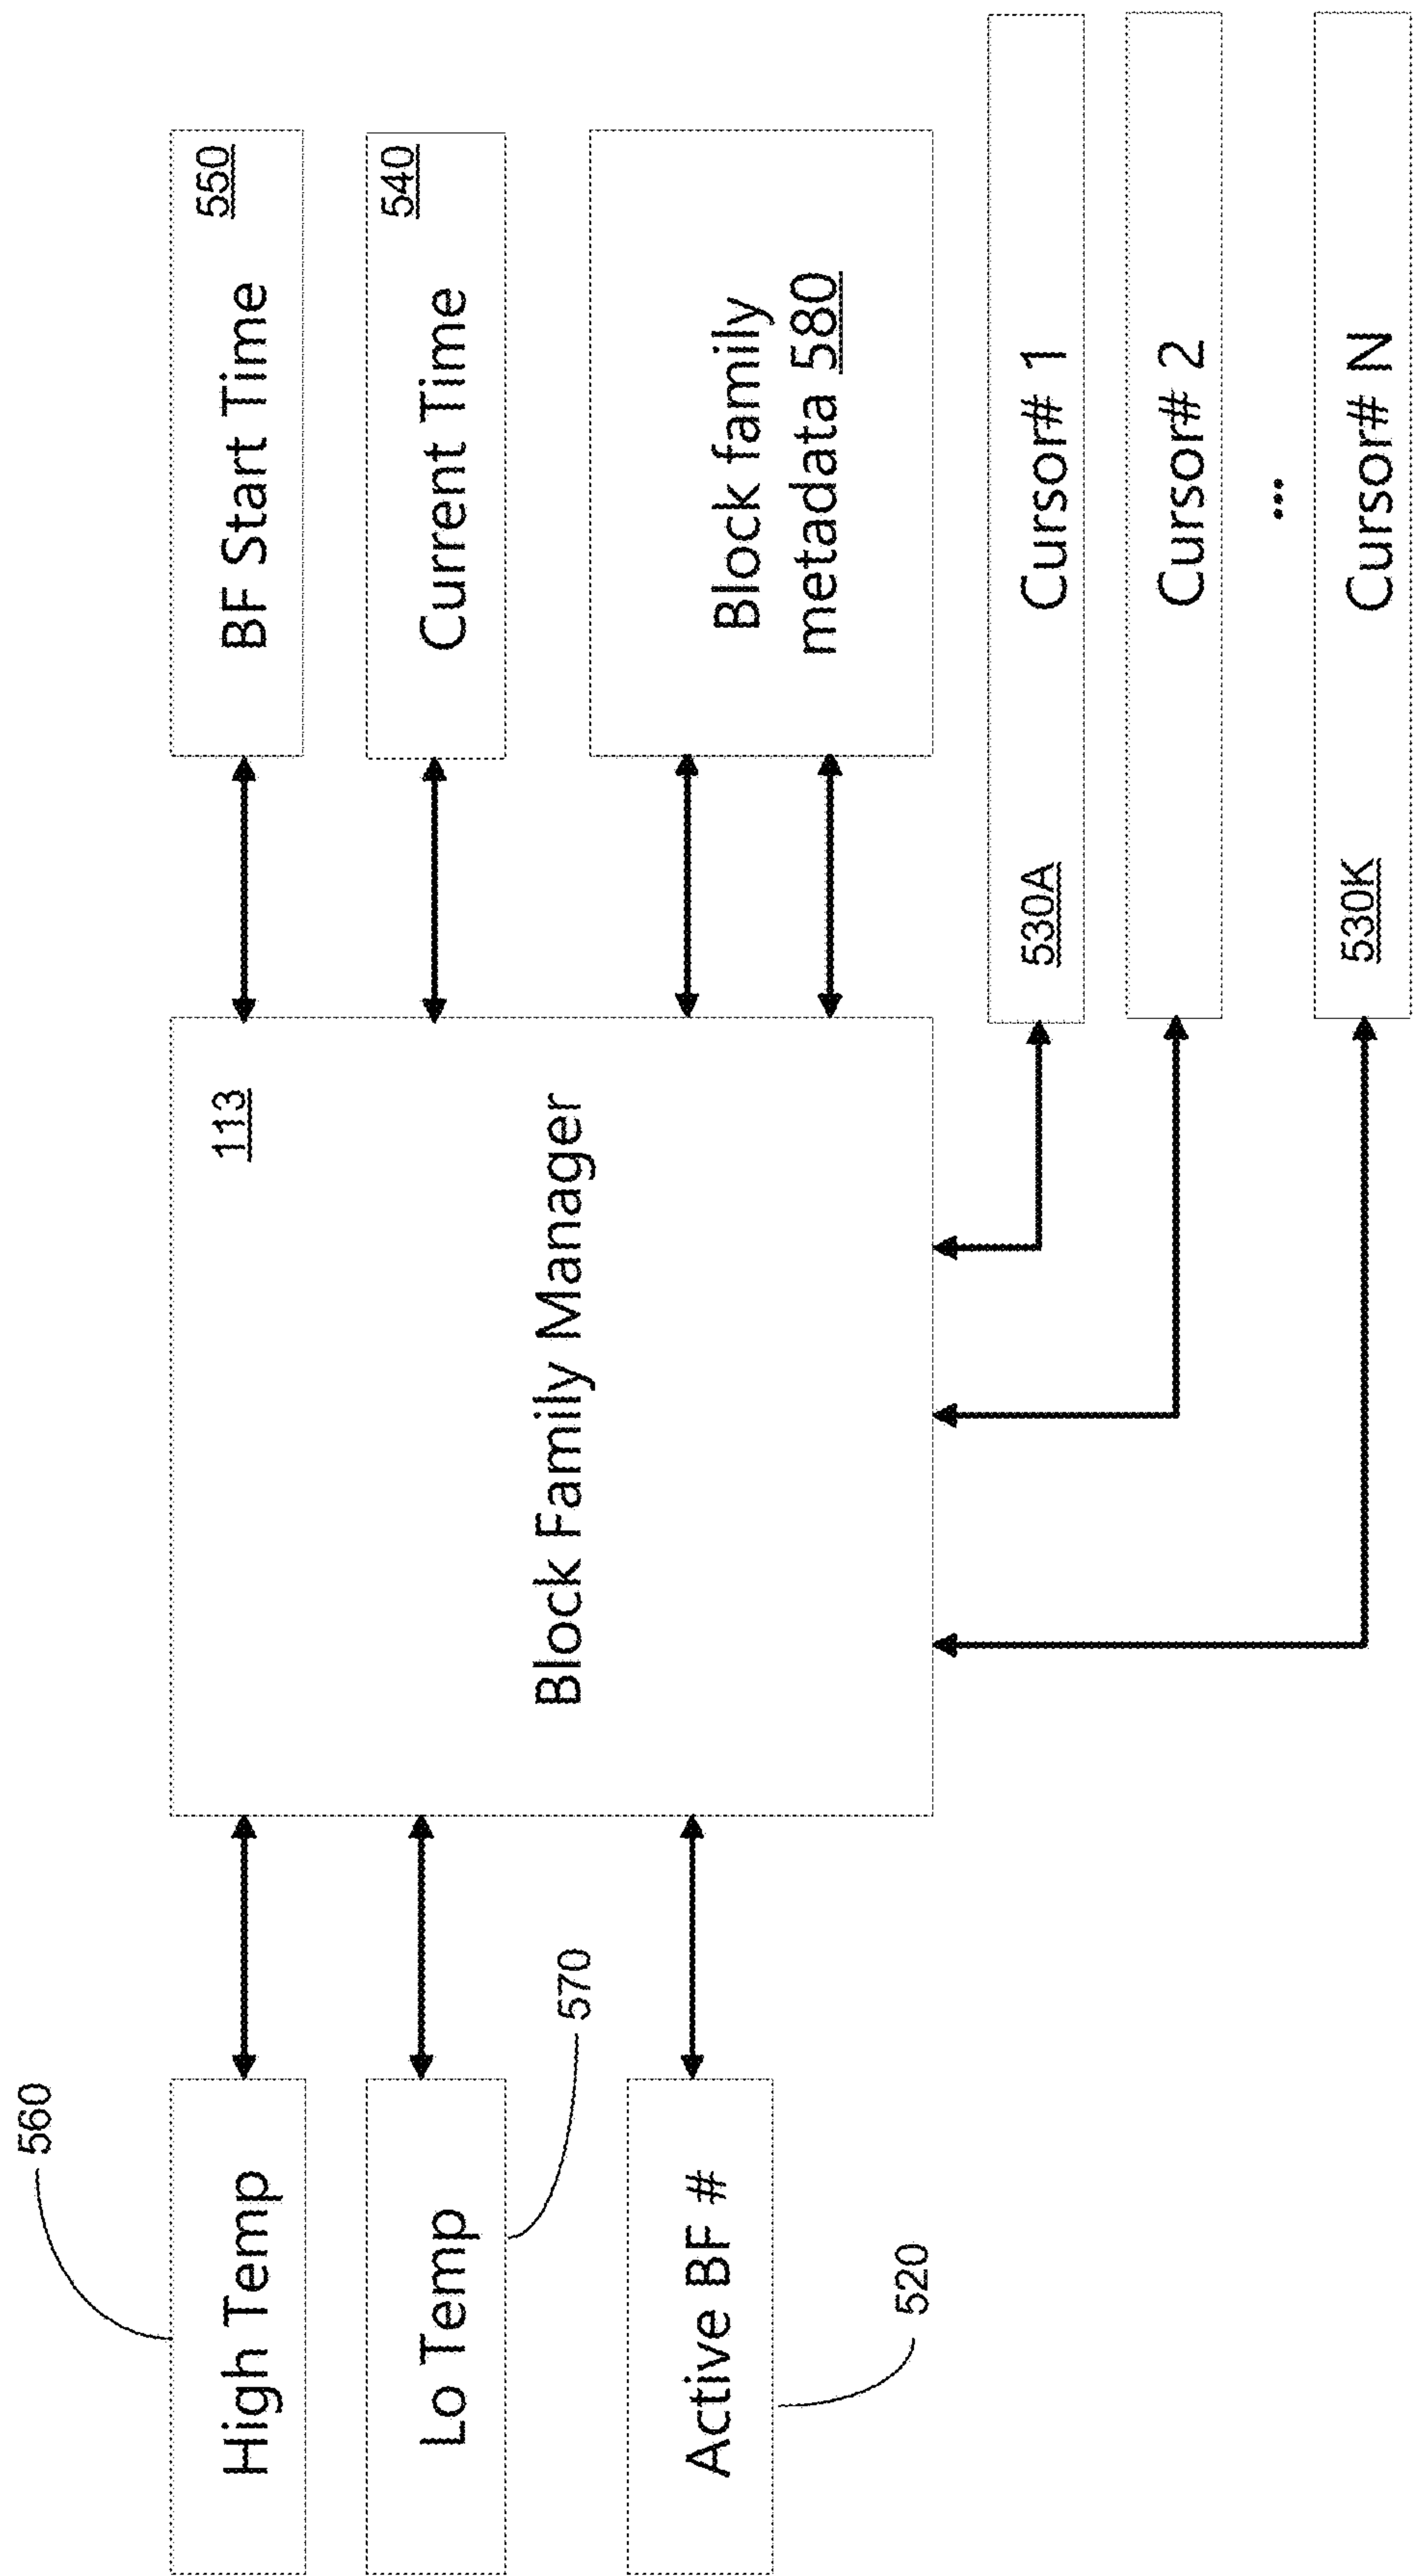 560
High Temp
Lo Temp
570
Active BF #
520
113
Block Family Manager
550
BF Start Time
540
Current Time
Block family
metadata 580
530A
Cursor# 1
Cursor# 2
...
530K
Cursor# N